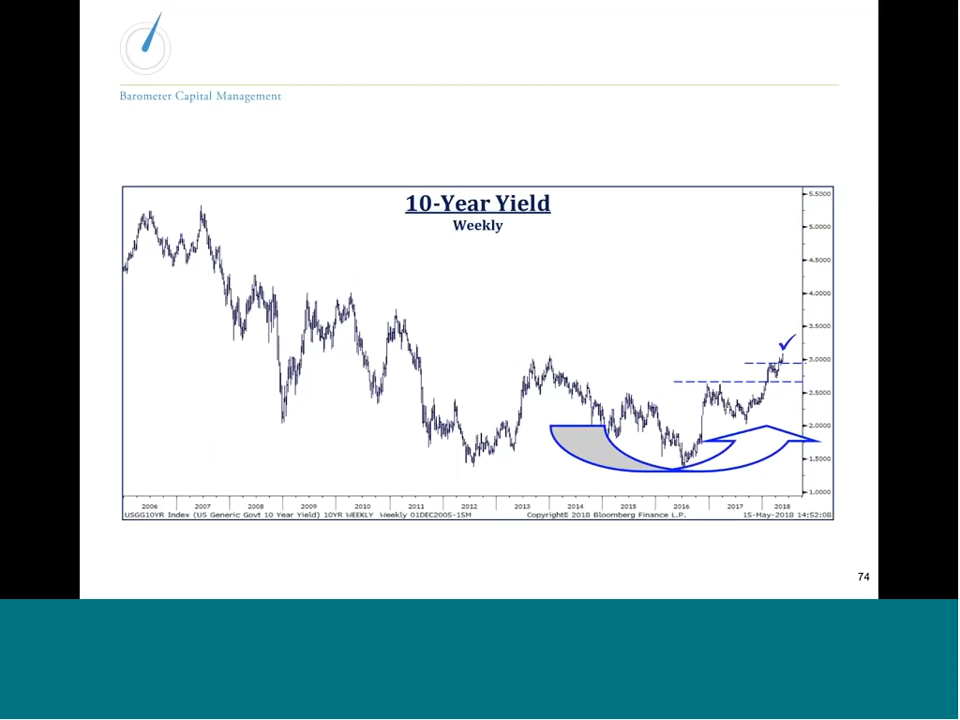 Barometer Capital Management
10-Year Yield
Weekly
5.5000
5.0000
4.5000
4.0000
3.5000
3.0000
2.5000
2.0000
1.5000
1.0000
2006 2007 2008 2009 2010 2011 2012 2013 2014 2015 2016 2017 2018
USGG10YR Index (US Generic Govt 10 Year Yield) 10YR WEEKLY Weekly 01DEC2005-15M Copyright© 2018 Bloomberg Finance L.P. 15-May-2018 14:52:08
74